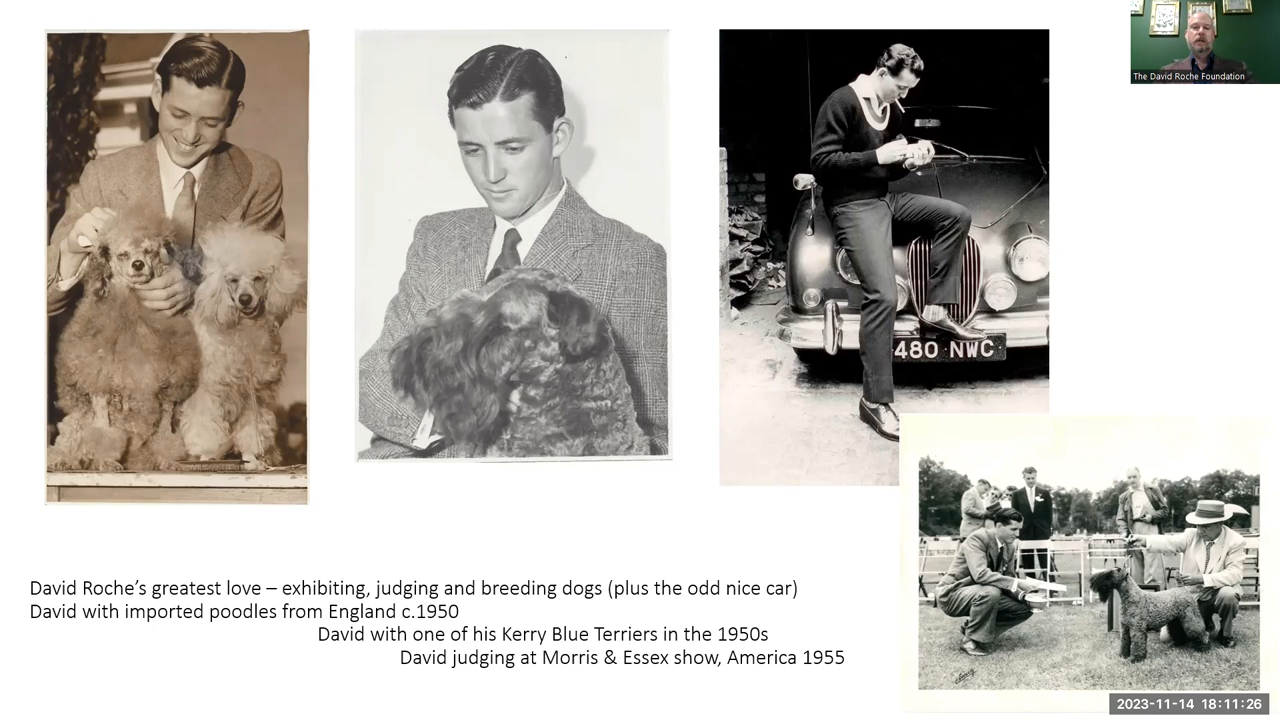 The David Roche Foundation
480 NWC
David Roche's greatest love – exhibiting, judging and breeding dogs (plus the odd nice car)
David with imported poodles from England c.1950
David with one of his Kerry Blue Terriers in the 1950s
David judging at Morris & Essex show, America 1955
2023-11-14 18:11:26